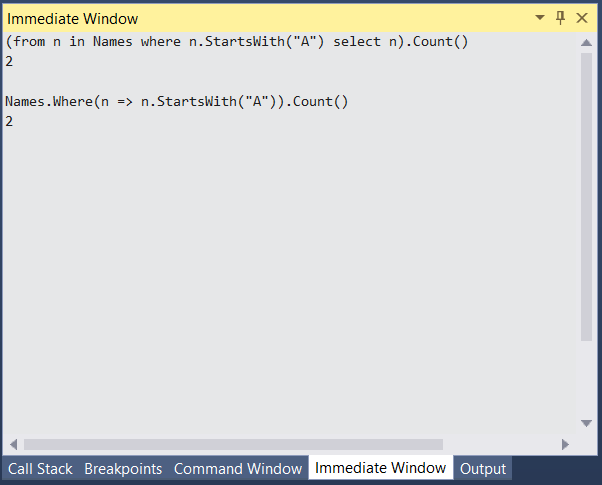 Immediate Window
(from n in Names where n.StartsWith("A") select n).Count()
2
Names.Where(n => n.StartsWith("A")).Count()
2
Call Stack Breakpoints Command Window Immediate Window Output